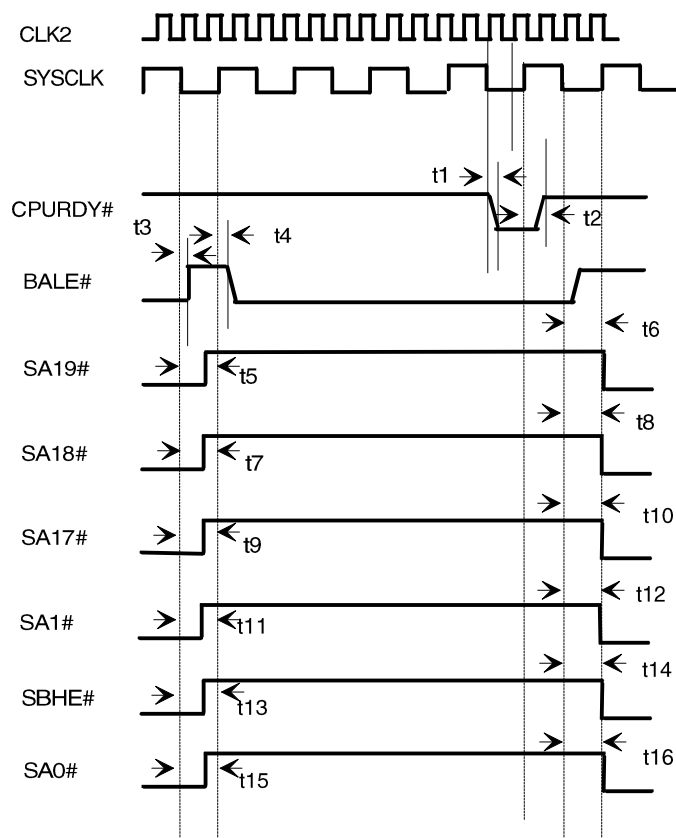 CLK2
SYSCLK
t1
CPURDY#
t2
t3
t4
BALE#
t6
SA19#
t5
t8
SA18#
t7
t10
SA17#
t9
t12
SA1#
t11
t14
SBHE#
t13
t16
SA0#
t15